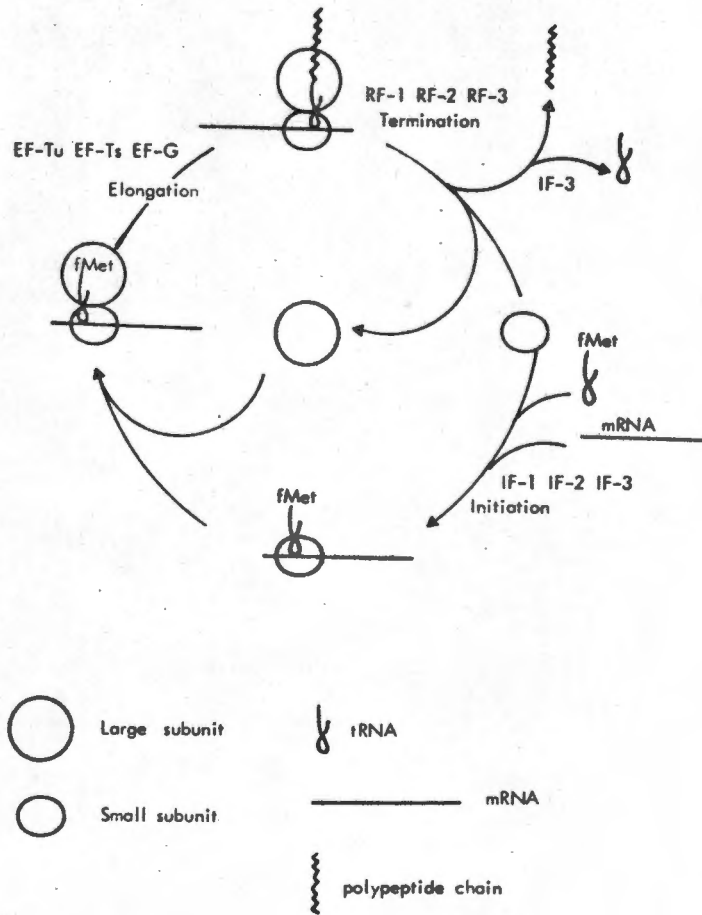 RF-1 RF-2 RF-3
Termination
EF-Tu EF-Ts EF-G
Elongation
IF-3
fMet
fMet
mRNA
IF-1 IF-2 IF-3
Initiation
fMet
Large subunit
tRNA
Small subunit
mRNA
polypeptide chain